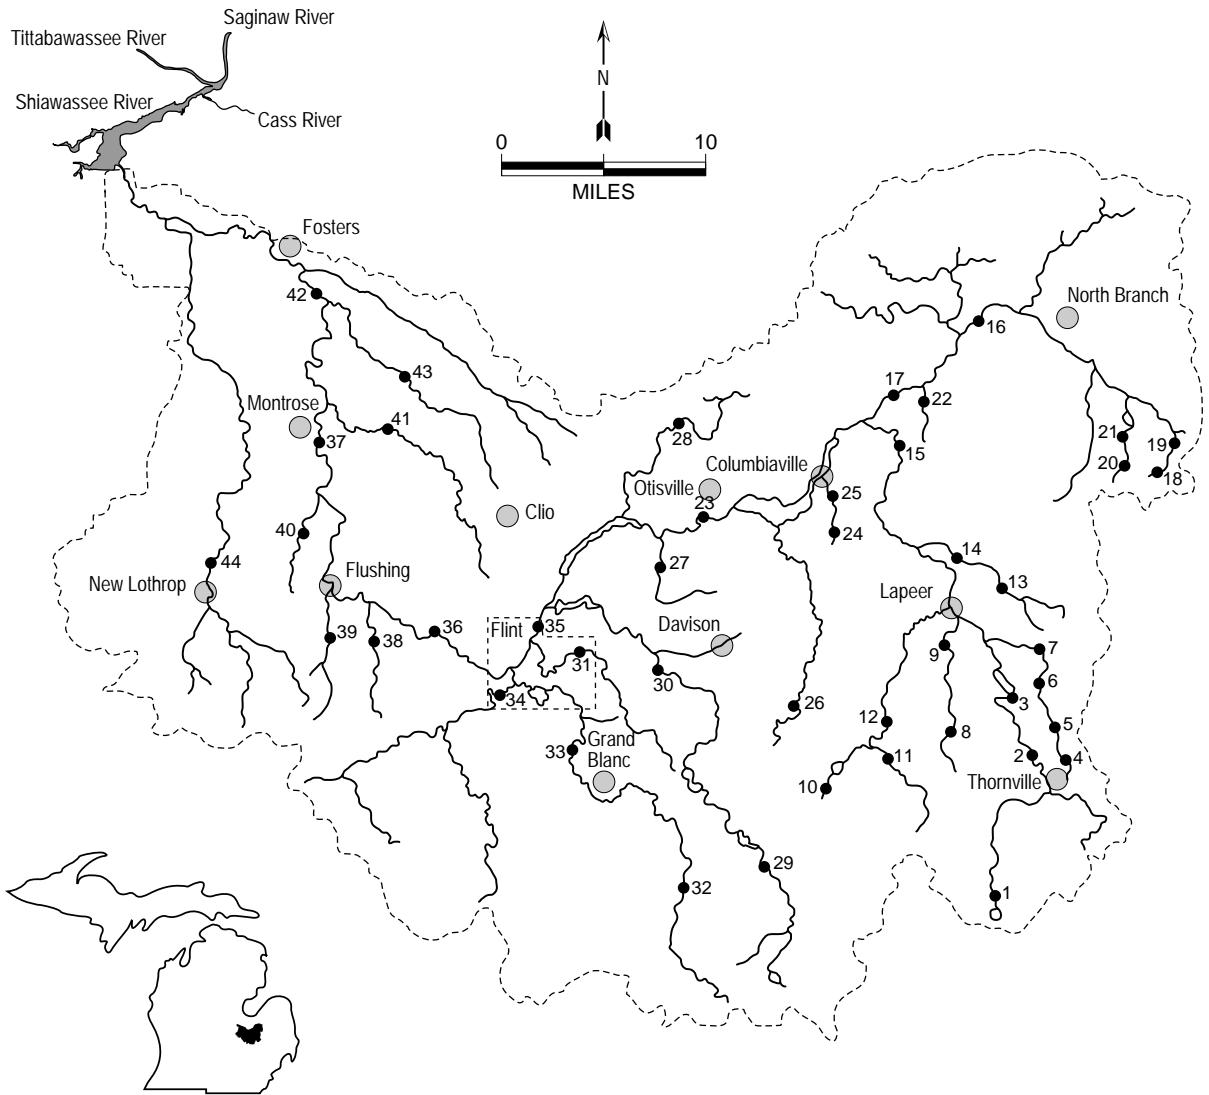 Saginaw River
Tittabawassee River
Shiawassee River
Cass River
N
0 10
MILES
Fosters
42
North Branch
16
43
17
22
Montrose
41
28
37
15
21
19
Columbiaville
20
18
Otisville
25
23
Clio
40
24
14
44
27
Flushing
New Lothrop
13
Lapeer
Flint
35
36
Davison
39
38
9
7
31
30
6
34
3
26
12
5
33
Grand
Blanc
8
2
11
4
10
Thornville
29
32
1